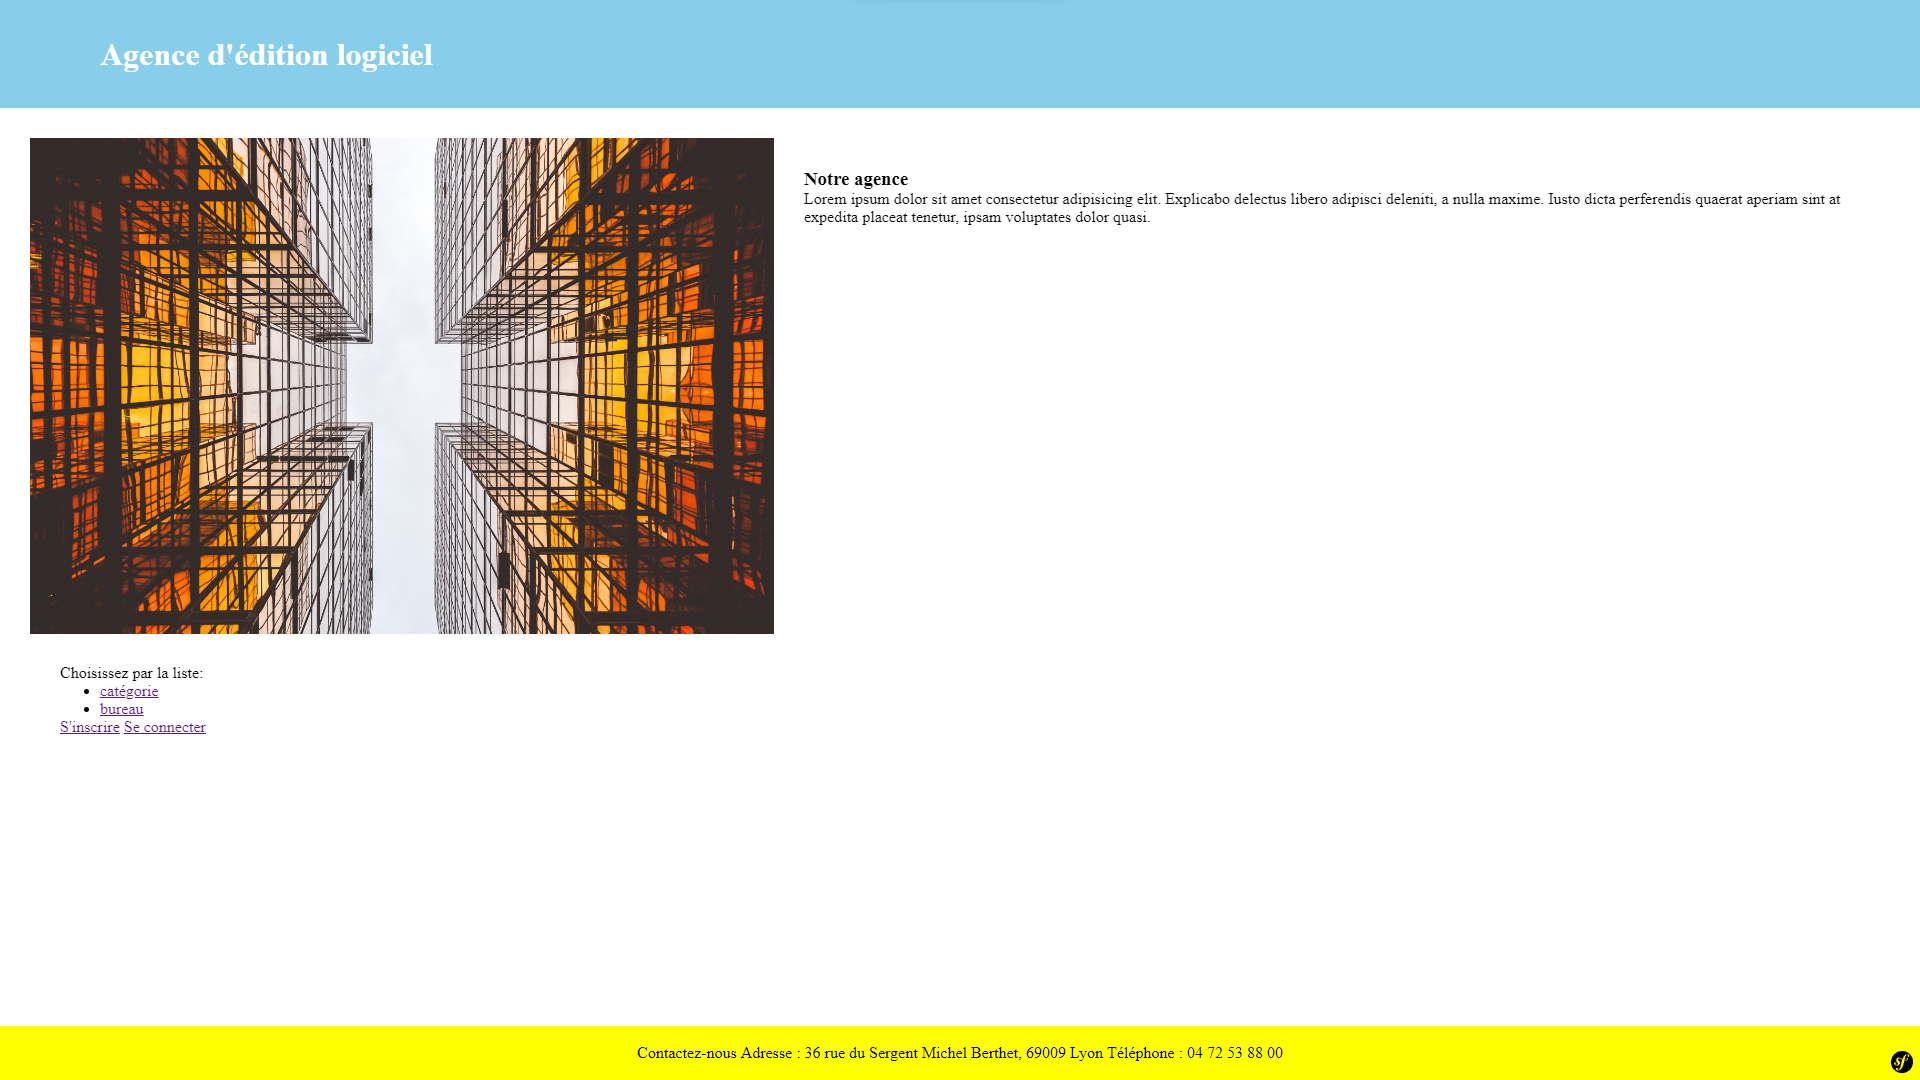 Agence d'édition logiciel
Notre agence
Lorem ipsum dolor sit amet consectetur adipisicing elit. Explicabo delectus libero adipisci deleniti, a nulla maxime. Iusto dicta perferendis quaerat aperiam sint at
expedita placeat tenetur, ipsam voluptates dolor quasi.
Choisissez par la liste:
catégorie
bureau
S'inscrire Se connecter
Contactez-nous Adresse : 36 rue du Sergent Michel Berthet, 69009 Lyon Téléphone : 04 72 53 88 00
sf